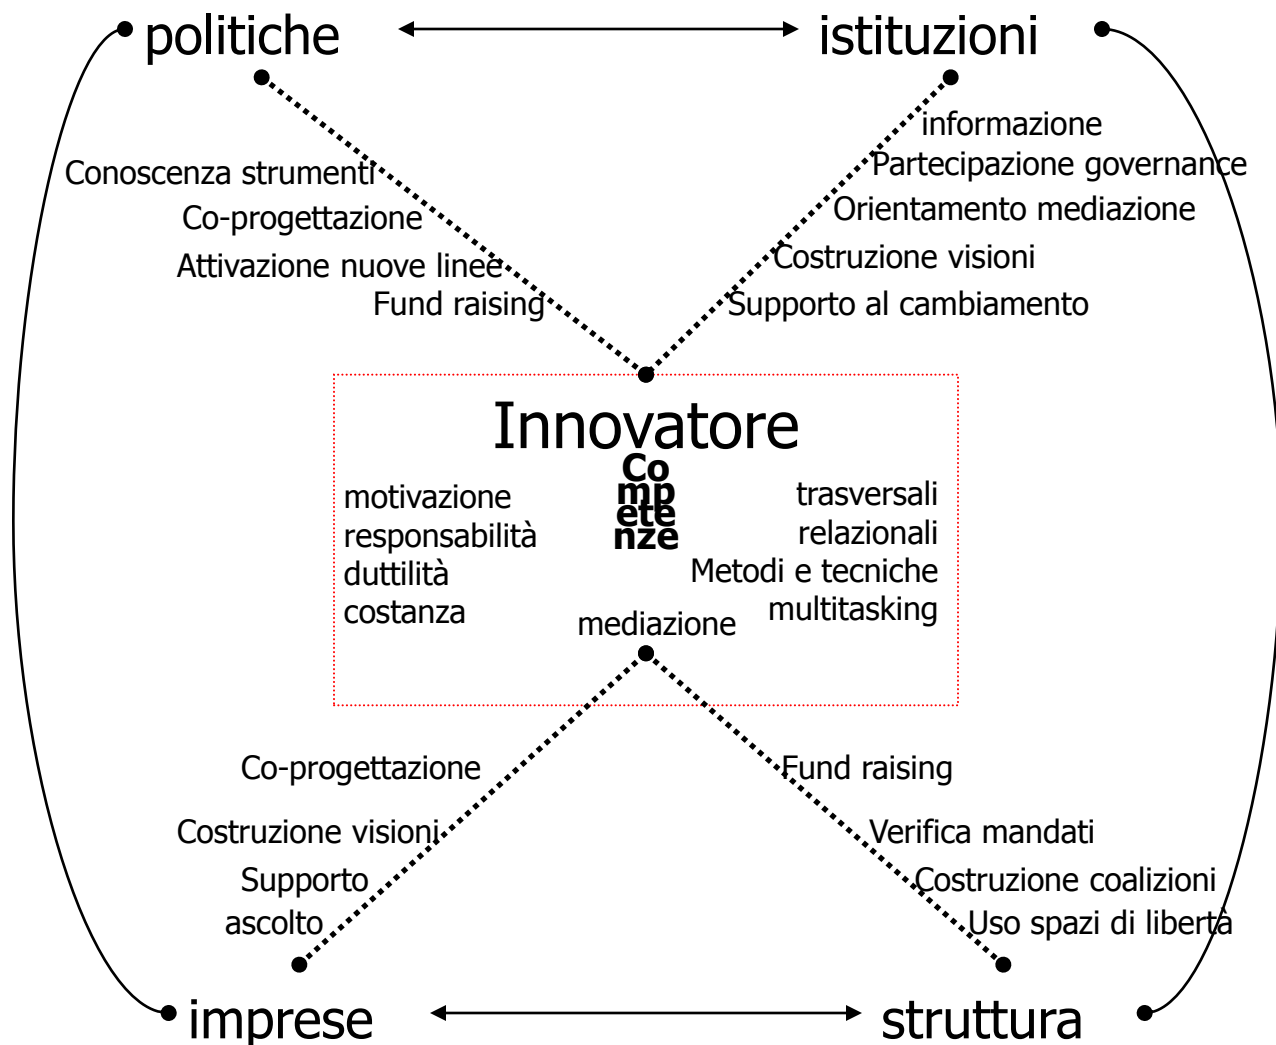 politiche
istituzioni
informazione
Partecipazione governance
Conoscenza strumenti
Co-progettazione
Orientamento mediazione
Attivazione nuove linee
Costruzione visioni
Fund raising
Supporto al cambiamento
Innovatore
Co
mp
ete
nze
motivazione
responsabilità
duttilità
costanza
trasversali
relazionali
Metodi e tecniche
multitasking
mediazione
Co-progettazione
Costruzione visioni
Supporto
ascolto
Fund raising
Verifica mandati
Costruzione coalizioni
Uso spazi di libertà
imprese
struttura